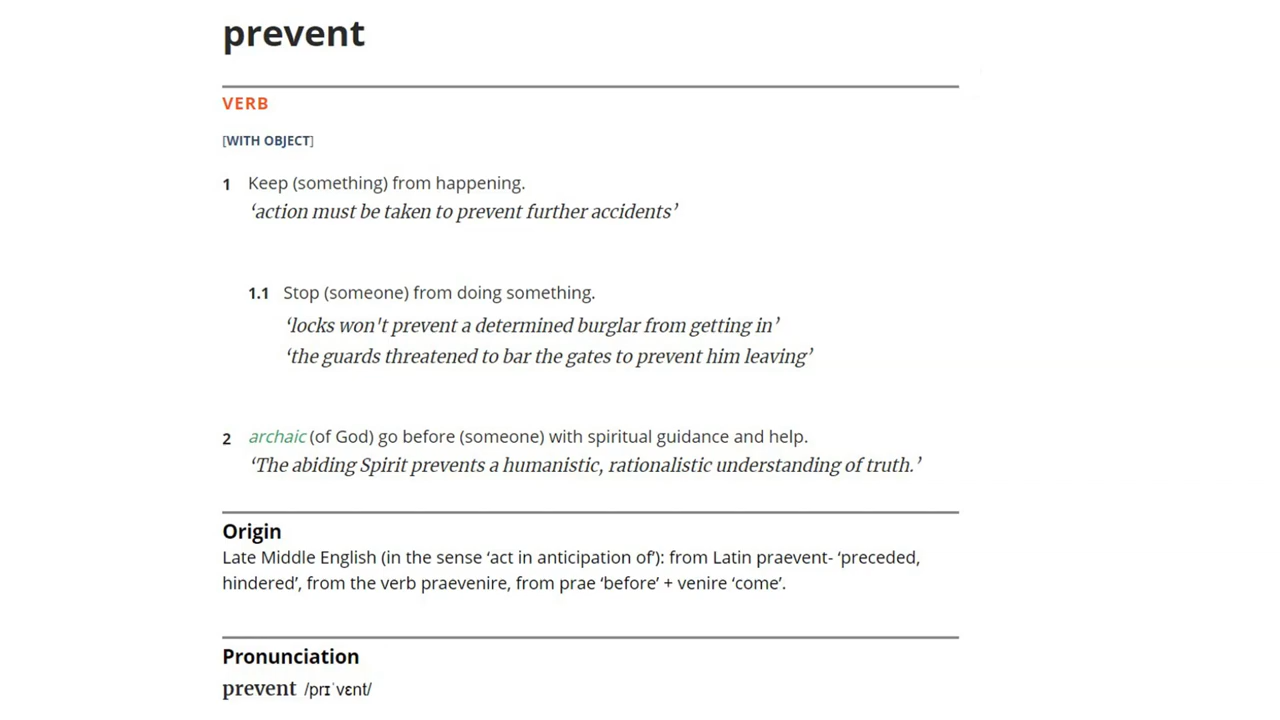 prevent
VERB
[WITH OBJECT]
1 Keep (something) from happening.
‘action must be taken to prevent further accidents’
1.1 Stop (someone) from doing something.
‘locks won't prevent a determined burglar from getting in’
‘the guards threatened to bar the gates to prevent him leaving’
2 archaic (of God) go before (someone) with spiritual guidance and help.
‘The abiding Spirit prevents a humanistic, rationalistic understanding of truth.’
Origin
Late Middle English (in the sense ‘act in anticipation of’): from Latin praevent- ‘preceded,
hindered’, from the verb praevenire, from prae ‘before’ + venire ‘come’.
Pronunciation
prevent /prɪˈvɛnt/